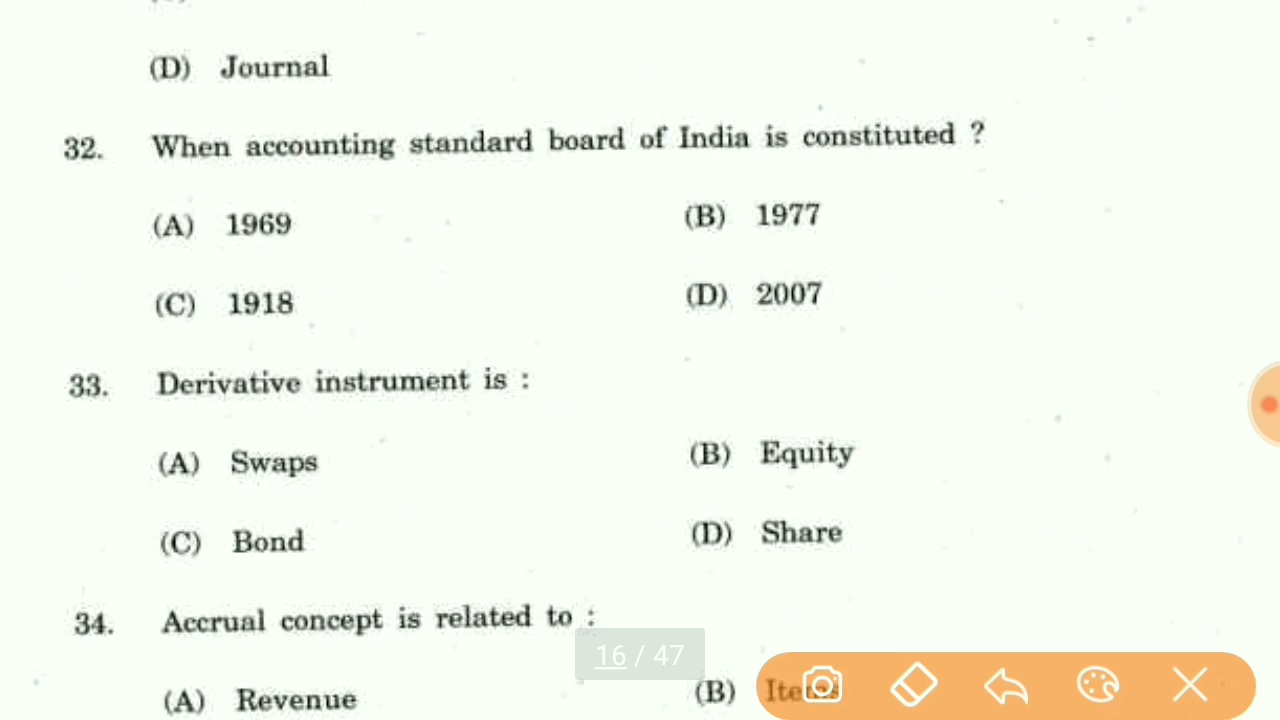 (D) Journal
32. When accounting standard board of India is constituted ?
(A) 1969 (B) 1977
(C) 1918 (D) 2007
33. Derivative instrument is :
(A) Swaps (B) Equity
(C) Bond (D) Share
34. Accrual concept is related to :
16 / 47
(A) Revenue (B) Items